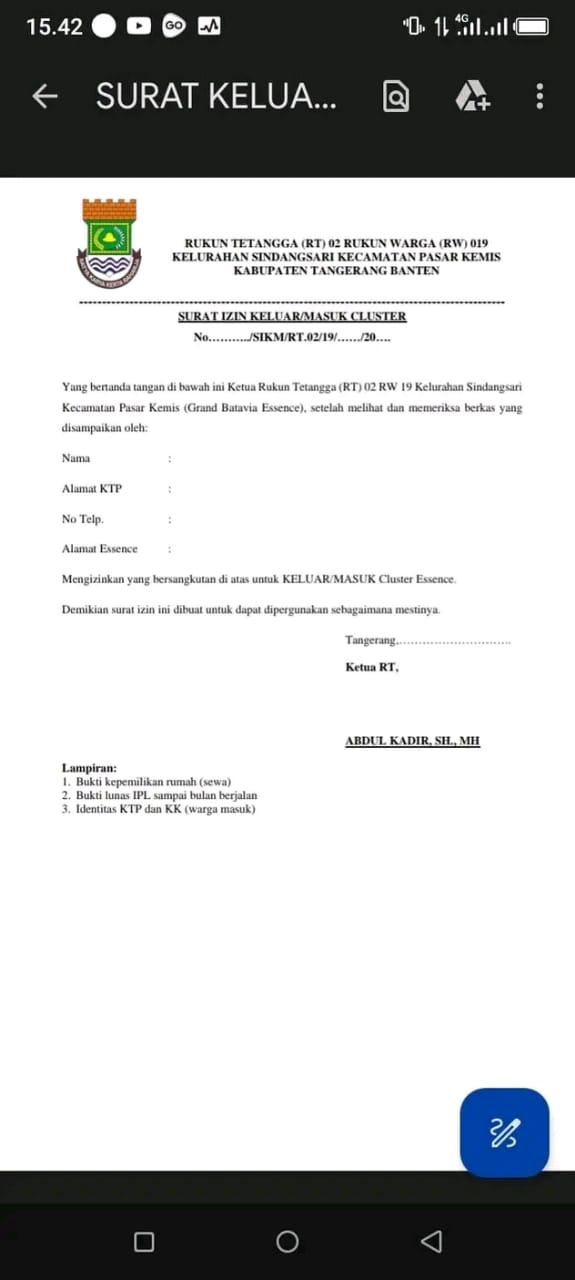 15.42
GO
4G
SURAT KELUA...
RUKUN TETANGGA (RT) 02 RUKUN WARGA (RW) 019
KELURAHAN SINDANGSARI KECAMATAN PASAR KEMIS
KABUPATEN TANGERANG BANTEN
SURAT IZIN KELUAR/MASUK CLUSTER
No.........../SIKM/RT.02/19/....../20....
Yang bertanda tangan di bawah ini Ketua Rukun Tetangga (RT) 02 RW 19 Kelurahan Sindangsari
Kecamatan Pasar Kemis (Grand Batavia Essence), setelah melihat dan memeriksa berkas yang
disampaikan oleh:
Nama :
Alamat KTP :
No Telp. :
Alamat Essence :
Mengizinkan yang bersangkutan di atas untuk KELUAR/MASUK Cluster Essence.
Demikian surat izin ini dibuat untuk dapat dipergunakan sebagaimana mestinya.
Tangerang,............................
Ketua RT,
ABDUL KADIR, SH., MH
Lampiran:
1. Bukti kepemilikan rumah (sewa)
2. Bukti lunas IPL sampai bulan berjalan
3. Identitas KTP dan KK (warga masuk)